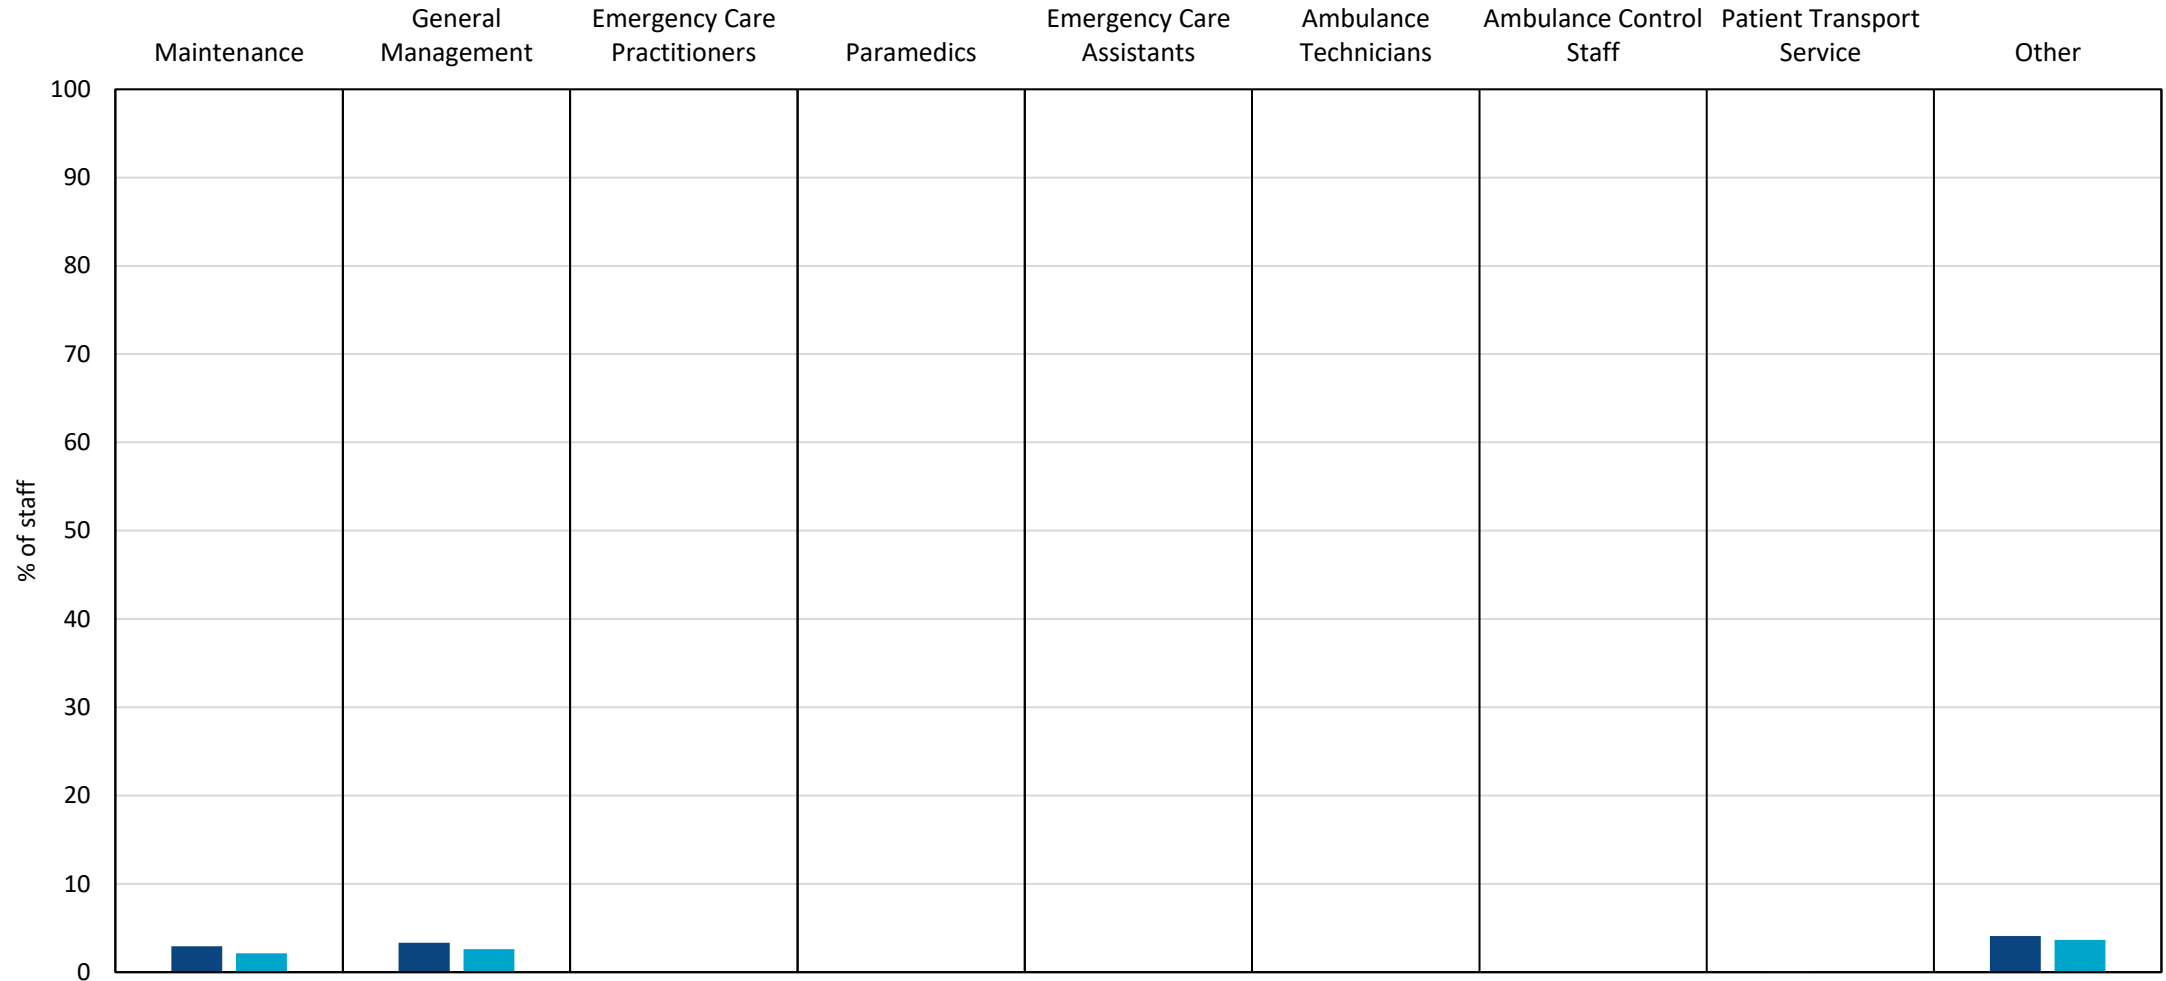 Maintenance
General
Management
Emergency Care
Practitioners
Paramedics
Emergency Care
Assistants
Ambulance
Technicians
Ambulance Control
Staff
Patient Transport
Service
Other
100
90
80
70
60
50
40
30
20
10
0
% of staff